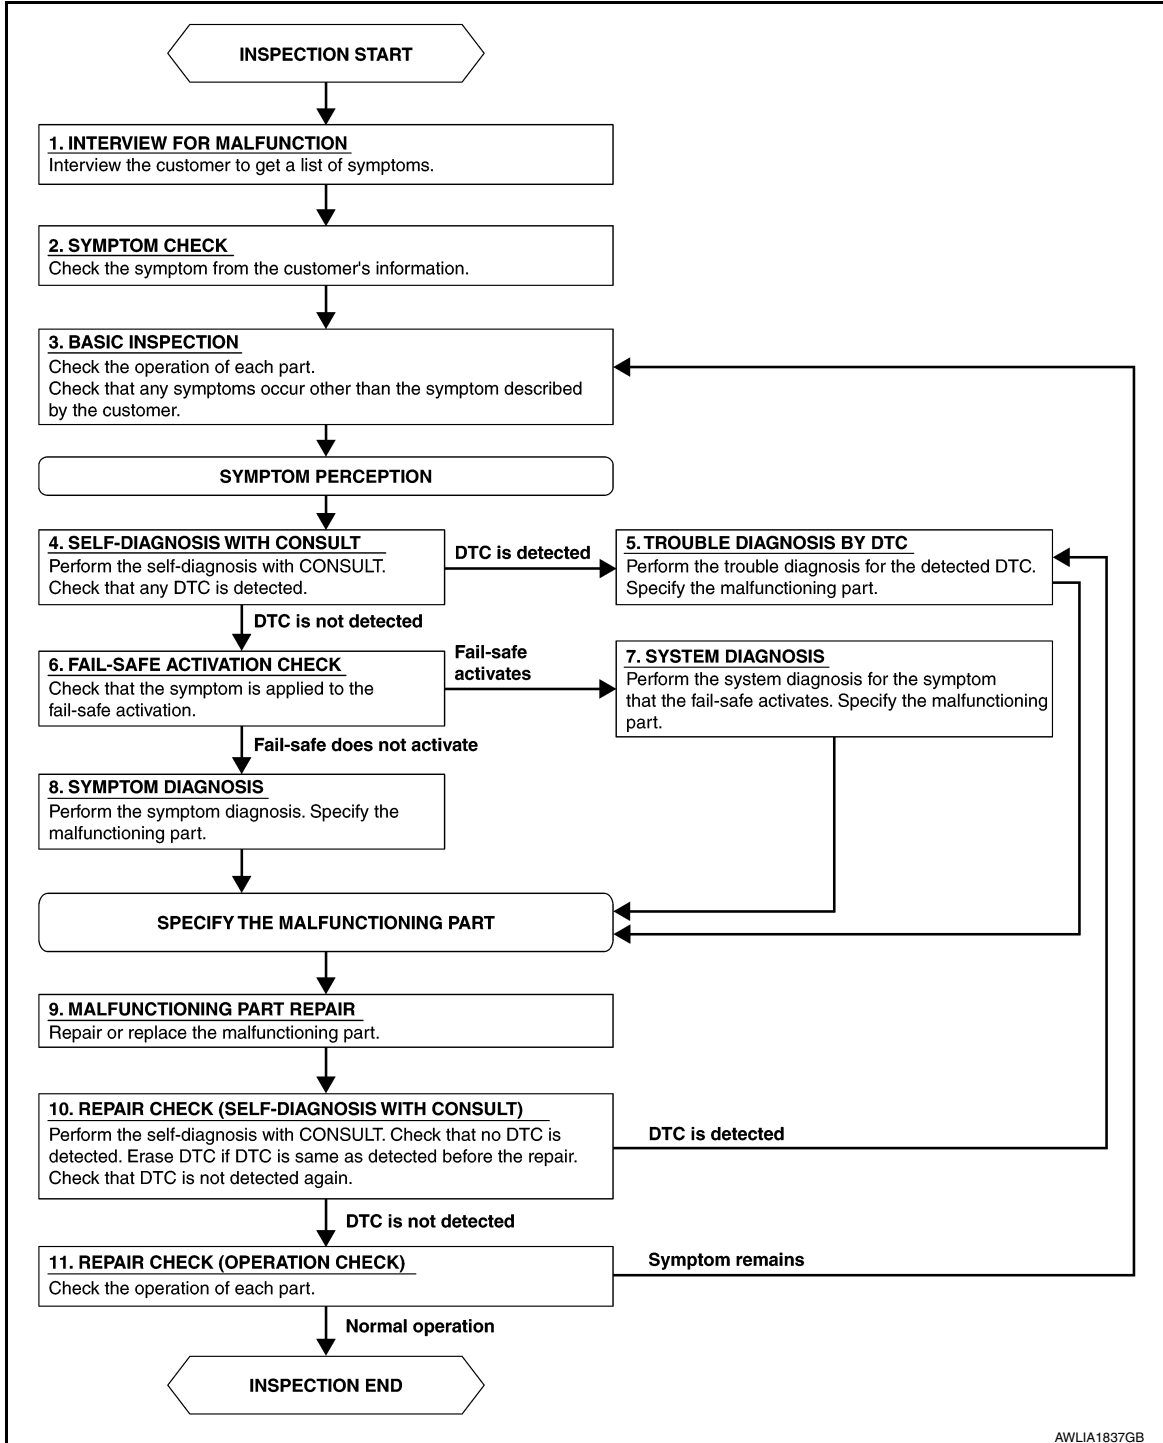 INSPECTION START
1. INTERVIEW FOR MALFUNCTION
Interview the customer to get a list of symptoms.
2. SYMPTOM CHECK
Check the symptom from the customer's information.
3. BASIC INSPECTION
Check the operation of each part.
Check that any symptoms occur other than the symptom described
by the customer.
SYMPTOM PERCEPTION
4. SELF-DIAGNOSIS WITH CONSULT
Perform the self-diagnosis with CONSULT.
Check that any DTC is detected.
DTC is detected
5. TROUBLE DIAGNOSIS BY DTC
Perform the trouble diagnosis for the detected DTC.
Specify the malfunctioning part.
DTC is not detected
6. FAIL-SAFE ACTIVATION CHECK
Check that the symptom is applied to the
fail-safe activation.
Fail-safe
activates
7. SYSTEM DIAGNOSIS
Perform the system diagnosis for the symptom
that the fail-safe activates. Specify the malfunctioning
part.
Fail-safe does not activate
8. SYMPTOM DIAGNOSIS
Perform the symptom diagnosis. Specify the
malfunctioning part.
SPECIFY THE MALFUNCTIONING PART
9. MALFUNCTIONING PART REPAIR
Repair or replace the malfunctioning part.
10. REPAIR CHECK (SELF-DIAGNOSIS WITH CONSULT)
Perform the self-diagnosis with CONSULT. Check that no DTC is
detected. Erase DTC if DTC is same as detected before the repair.
Check that DTC is not detected again.
DTC is detected
DTC is not detected
11. REPAIR CHECK (OPERATION CHECK)
Check the operation of each part.
Symptom remains
Normal operation
INSPECTION END
AWLIA1837GB